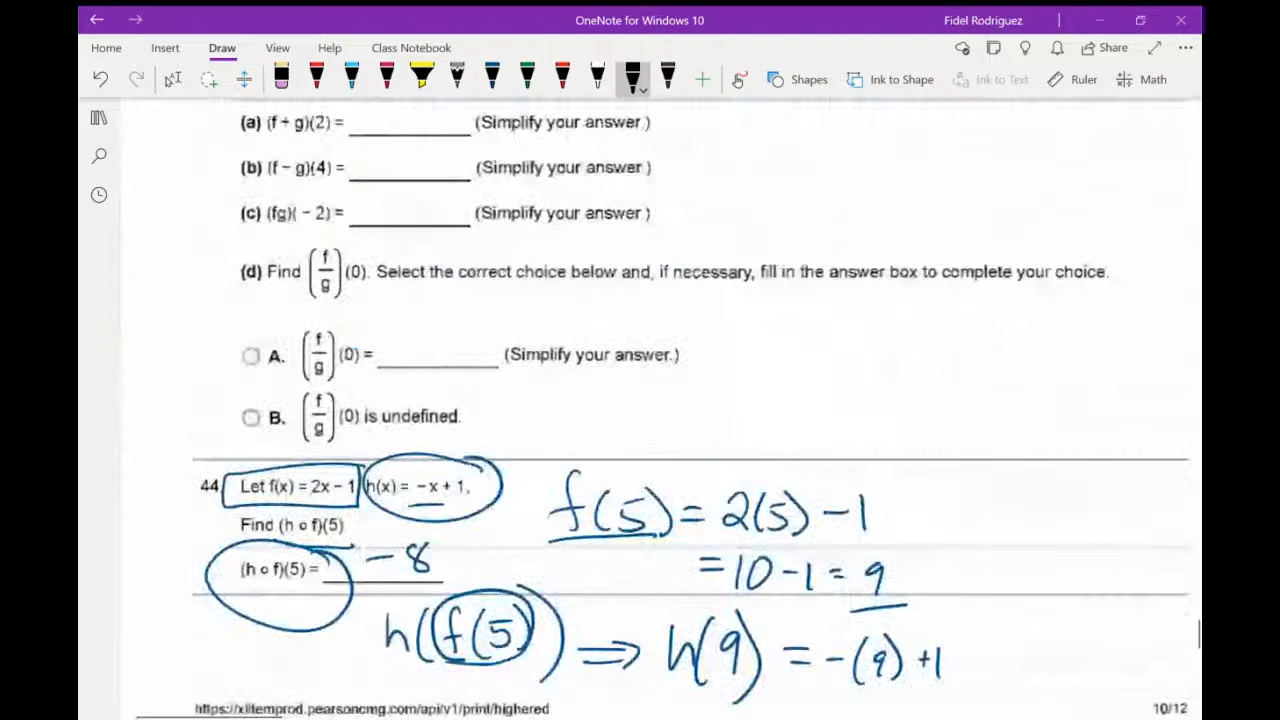 OneNote for Windows 10 Fidel Rodriguez
Home Insert Draw View Help Class Notebook Share
Shapes Ink to Shape Ink to Text Ruler Math
(a) (f + g)(2) = (Simplify your answer.)
(b) (f − g)(4) = (Simplify your answer.)
(c) (fg)( − 2) = (Simplify your answer.)
(d) Find (f/g)(0). Select the correct choice below and, if necessary, fill in the answer box to complete your choice.
A. (f/g)(0) = (Simplify your answer.)
B. (f/g)(0) is undefined.
44 Let f(x) = 2x − 1 h(x) = −x + 1,
f(5) = 2(5) − 1
Find (h ∘ f)(5)
= 10 − 1 = 9
(h ∘ f)(5) = −8
h(f(5)) ⟹ h(9) = −(9) + 1
https://xlitemprod.pearsoncmg.com/api/v1/print/highered 10/12